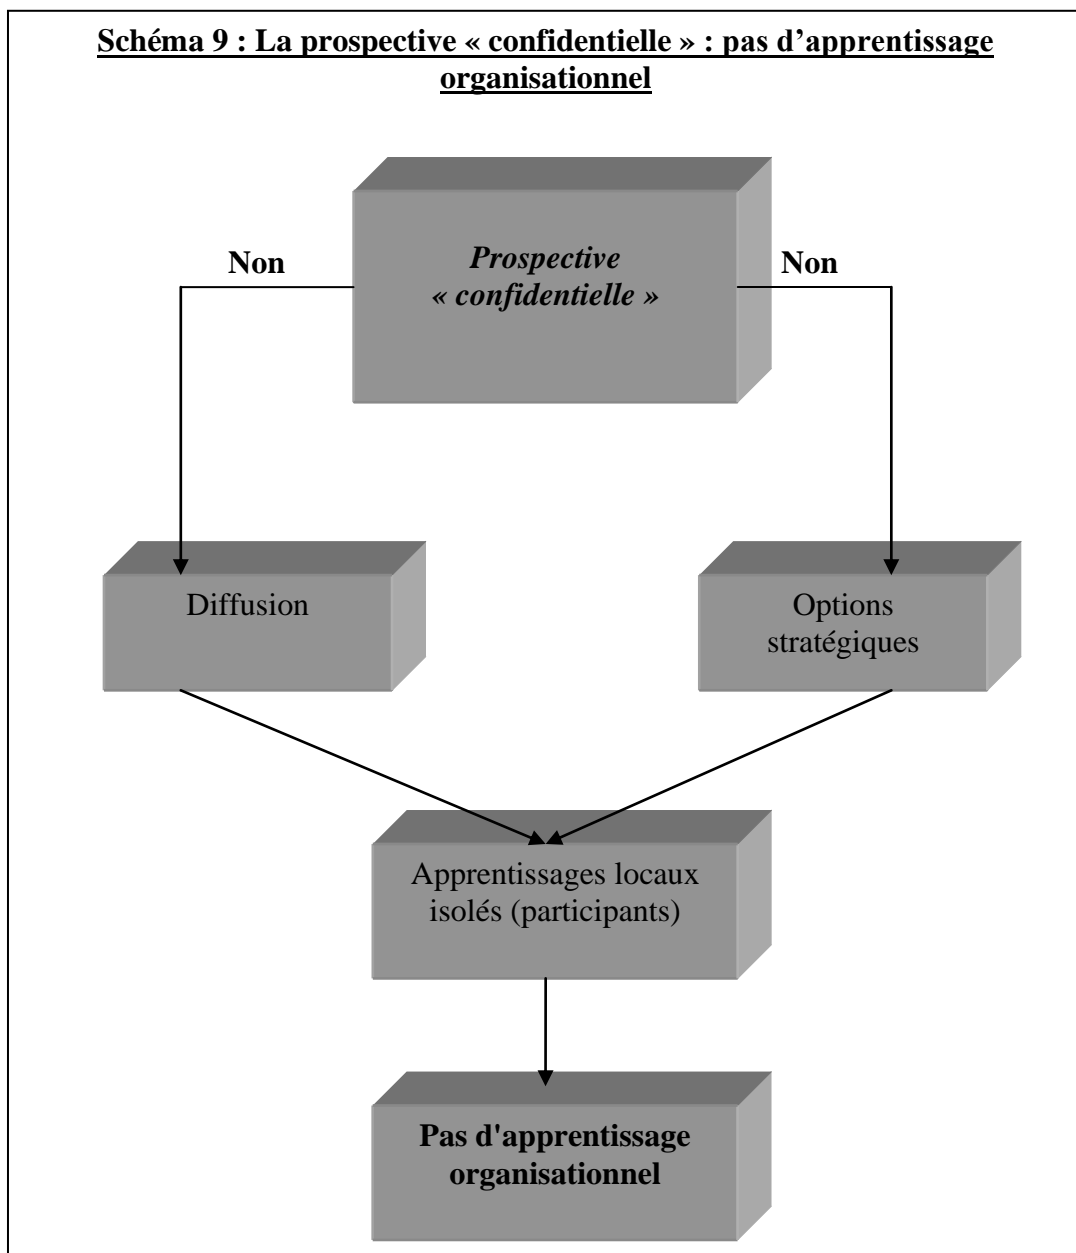 Schéma 9 : La prospective « confidentielle » : pas d’apprentissage
organisationnel
Non
Prospective
« confidentielle »
Non
Diffusion
Options
stratégiques
Apprentissages locaux
isolés (participants)
Pas d'apprentissage
organisationnel